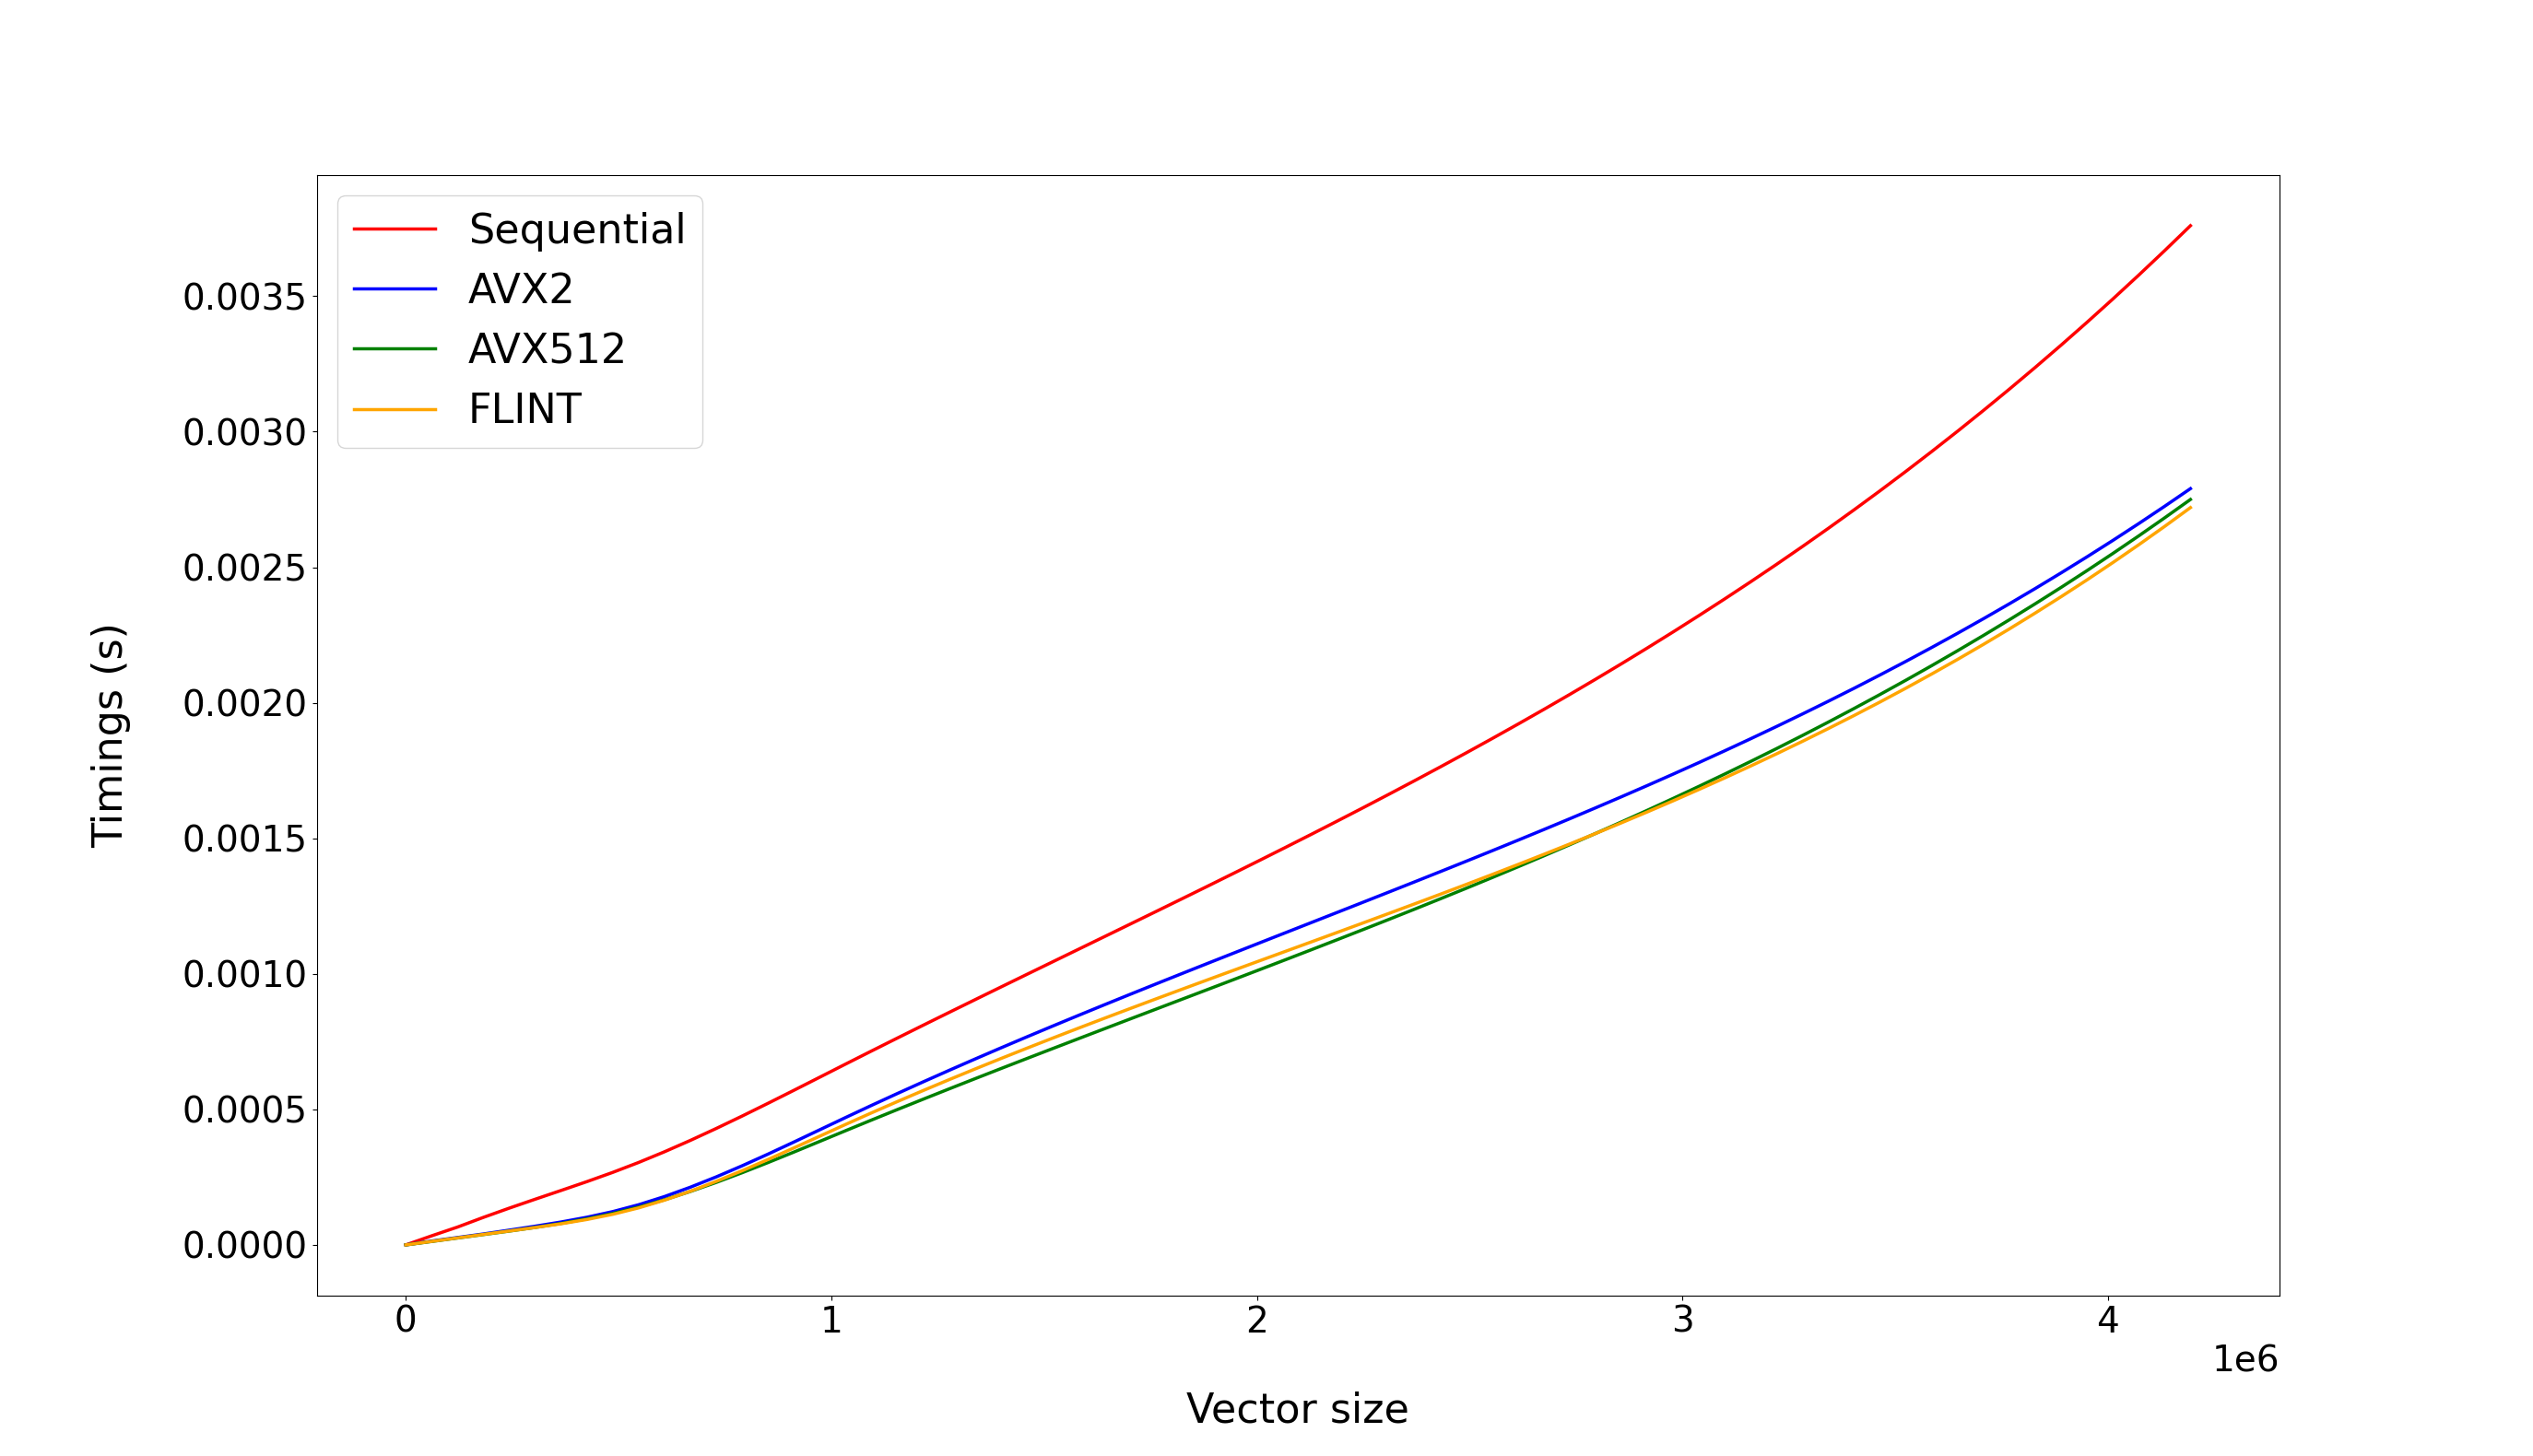 Sequential
AVX2
AVX512
FLINT
0.0035
0.0030
0.0025
0.0020
0.0015
0.0010
0.0005
0.0000
Timings (s)
0 1 2 3 4
1e6
Vector size